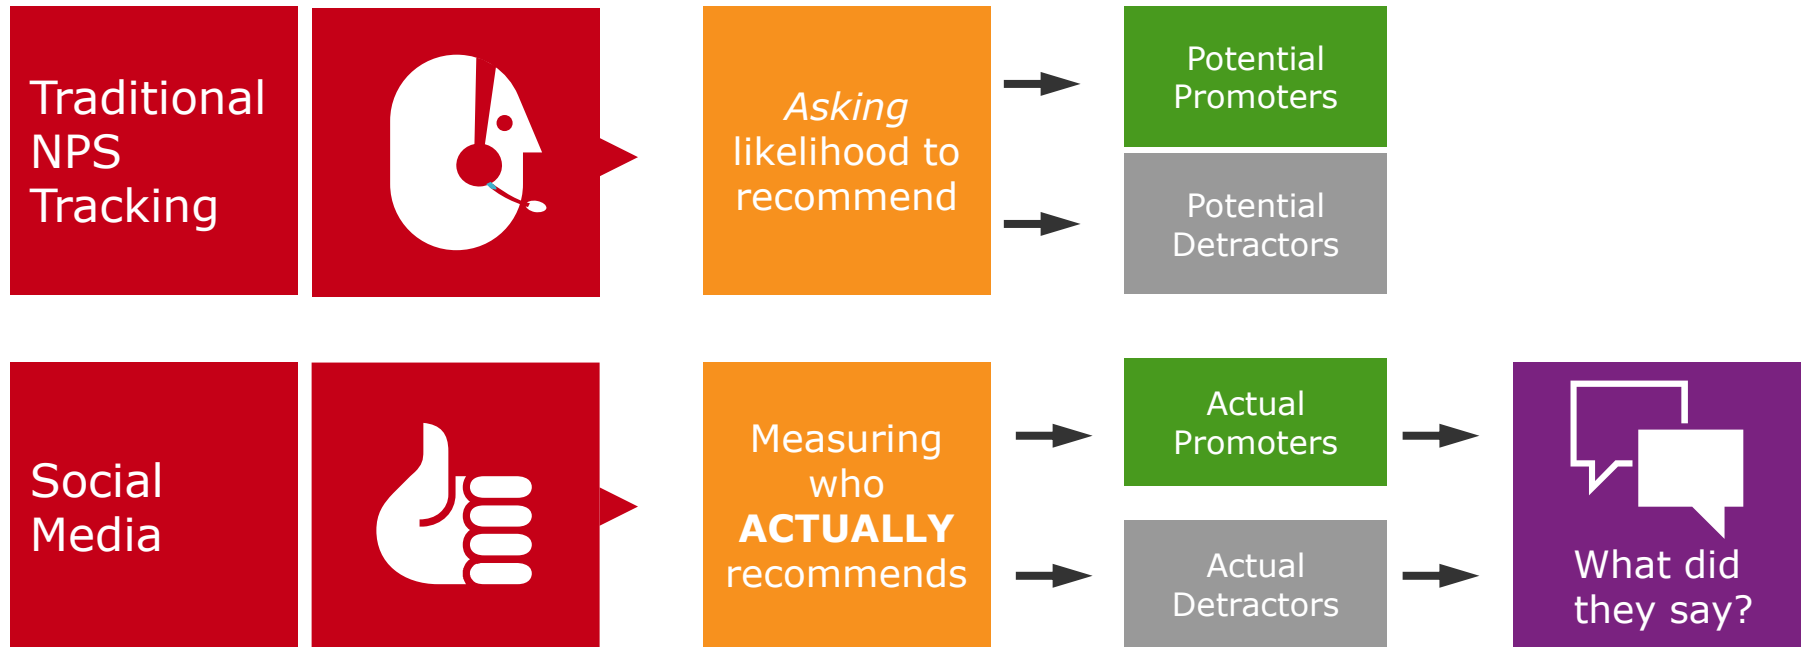 Traditional
NPS
Tracking
Asking
likelihood to
recommend
Potential
Promoters
Potential
Detractors
Social
Media
Measuring
who
ACTUALLY
recommends
Actual
Promoters
Actual
Detractors
What did
they say?